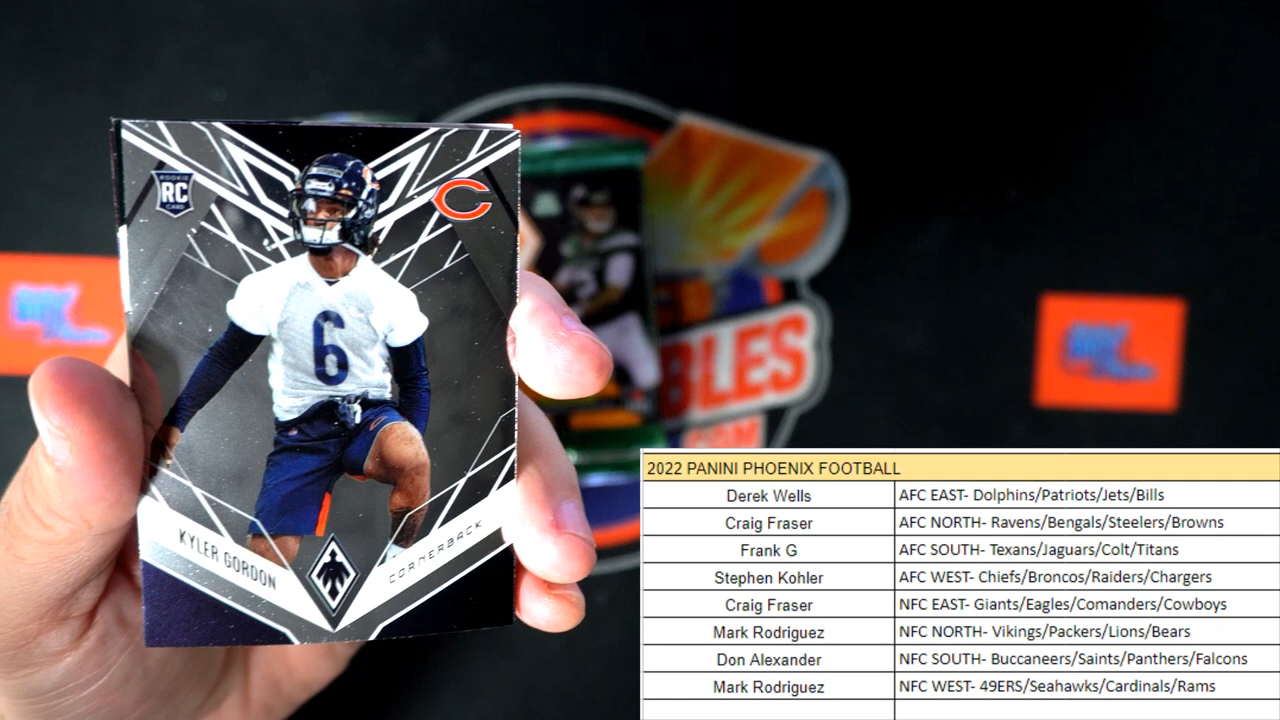 ROOKIE
RC
CARD
6
KYLER GORDON
CORNERBACK
BLES
.COM
2022 PANINI PHOENIX FOOTBALL
Derek Wells AFC EAST- Dolphins/Patriots/Jets/Bills
Craig Fraser AFC NORTH- Ravens/Bengals/Steelers/Browns
Frank G AFC SOUTH- Texans/Jaguars/Colt/Titans
Stephen Kohler AFC WEST- Chiefs/Broncos/Raiders/Chargers
Craig Fraser NFC EAST- Giants/Eagles/Comanders/Cowboys
Mark Rodriguez NFC NORTH- Vikings/Packers/Lions/Bears
Don Alexander NFC SOUTH- Buccaneers/Saints/Panthers/Falcons
Mark Rodriguez NFC WEST- 49ERS/Seahawks/Cardinals/Rams